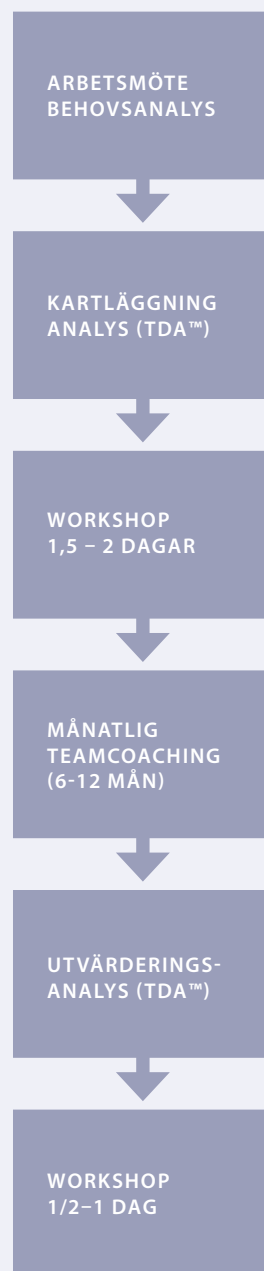 ARBETSMÖTE
BEHOVSANALYS
KARTLÄGGNING
ANALYS (TDA™)
WORKSHOP
1,5 – 2 DAGAR
MÅNATLIG
TEAMCOACHING
(6-12 MÅN)
UTVÄRDERINGS-
ANALYS (TDA™)
WORKSHOP
1/2–1 DAG